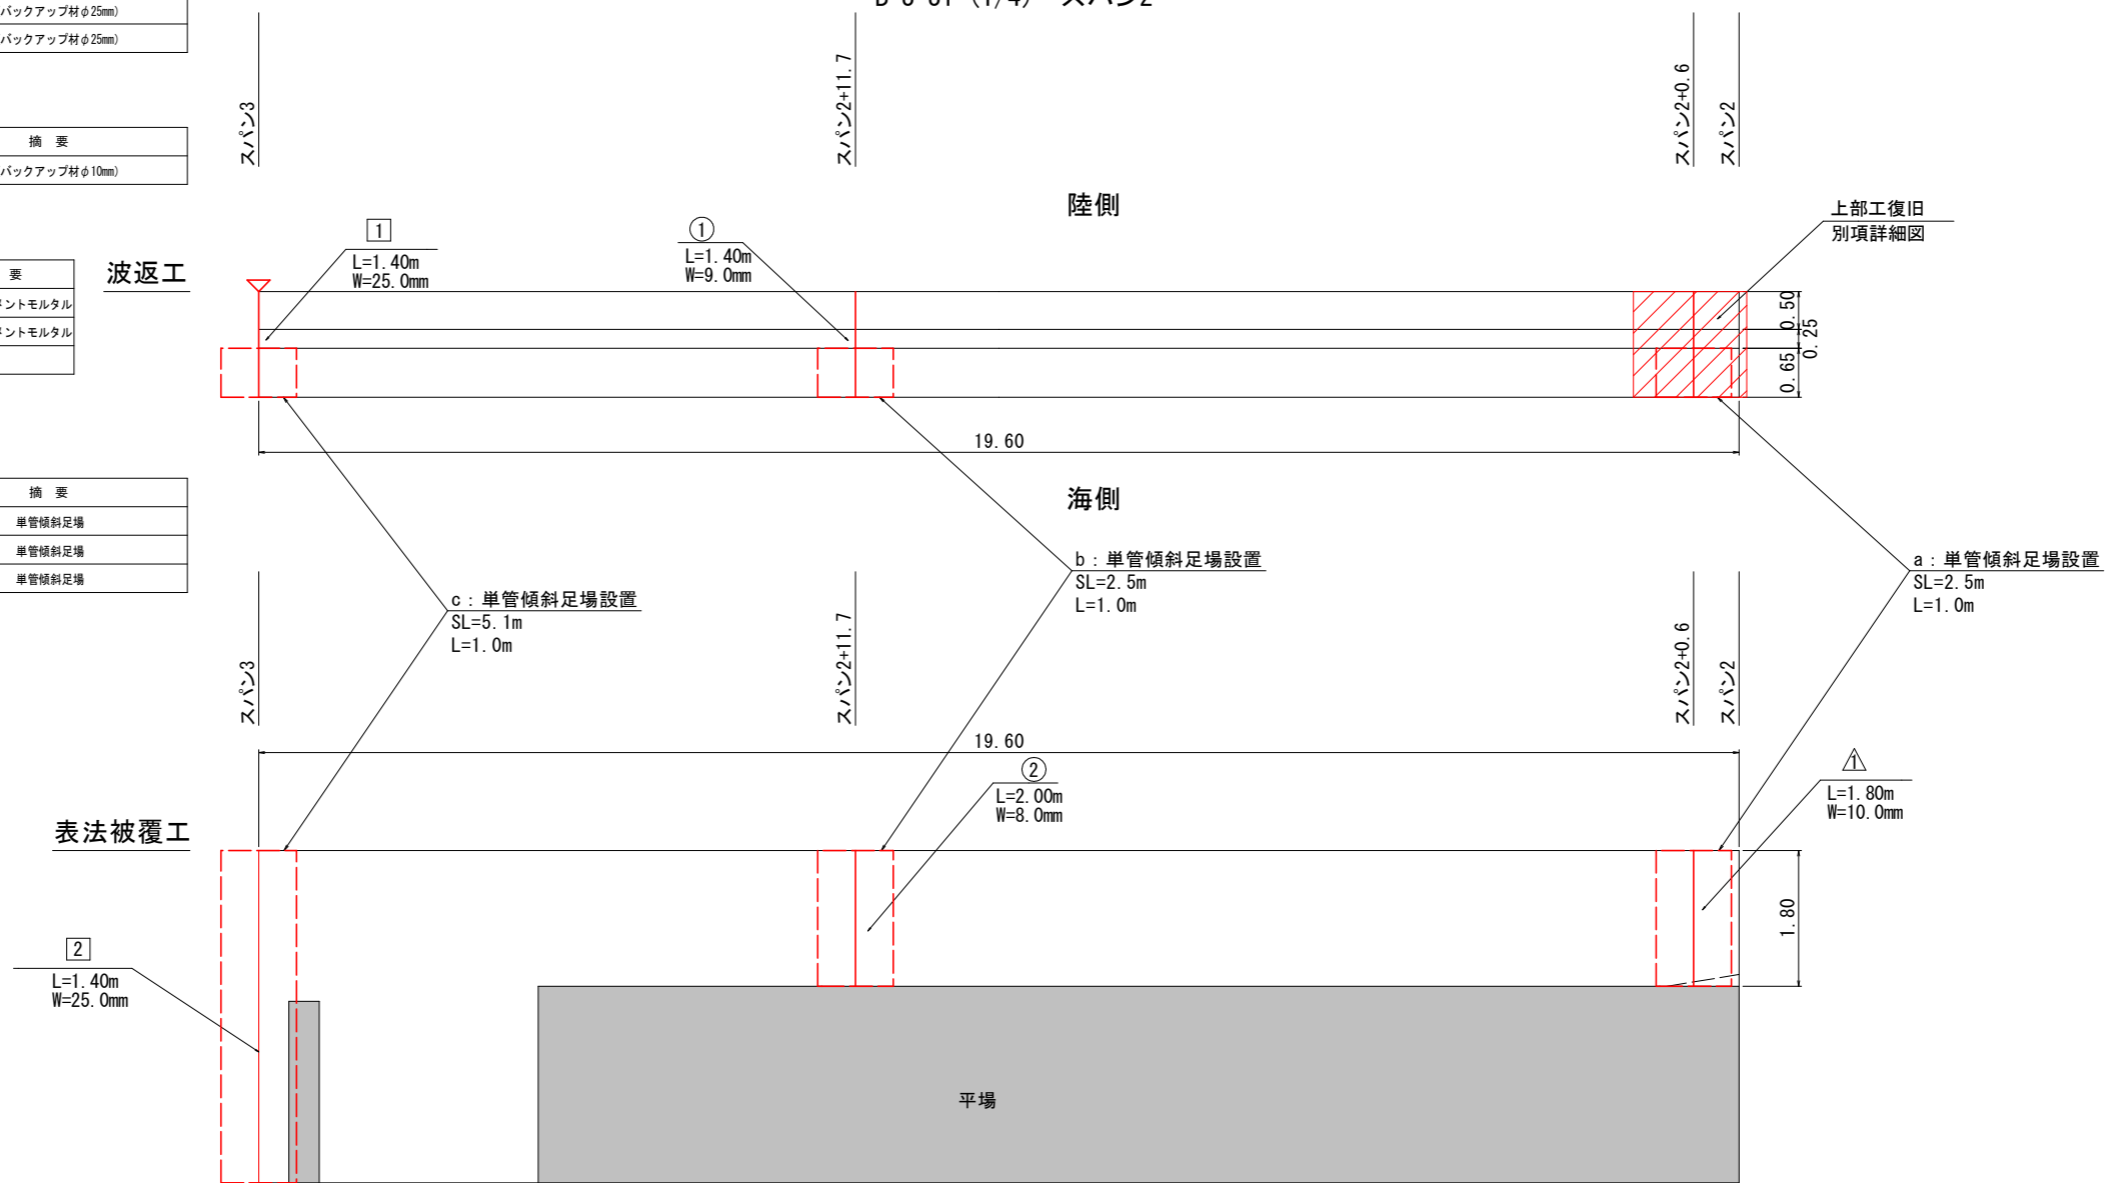 バックアップ材φ25mm)
バックアップ材φ25mm)
摘 要
バックアップ材φ10mm)
要
ントモルタル
ントモルタル
摘 要
単管傾斜足場
単管傾斜足場
単管傾斜足場
スパン3
スパン2+11.7
スパン2+0.6
スパン2
陸側
波返工
1
L=1.40m
W=25.0mm
①
L=1.40m
W=9.0mm
上部工復旧
別項詳細図
0.50
0.25
0.65
19.60
海側
c：単管傾斜足場設置
SL=5.1m
L=1.0m
b：単管傾斜足場設置
SL=2.5m
L=1.0m
a：単管傾斜足場設置
SL=2.5m
L=1.0m
スパン3
スパン2+11.7
スパン2+0.6
スパン2
19.60
表法被覆工
②
L=2.00m
W=8.0mm
1
L=1.80m
W=10.0mm
1.80
2
L=1.40m
W=25.0mm
平場